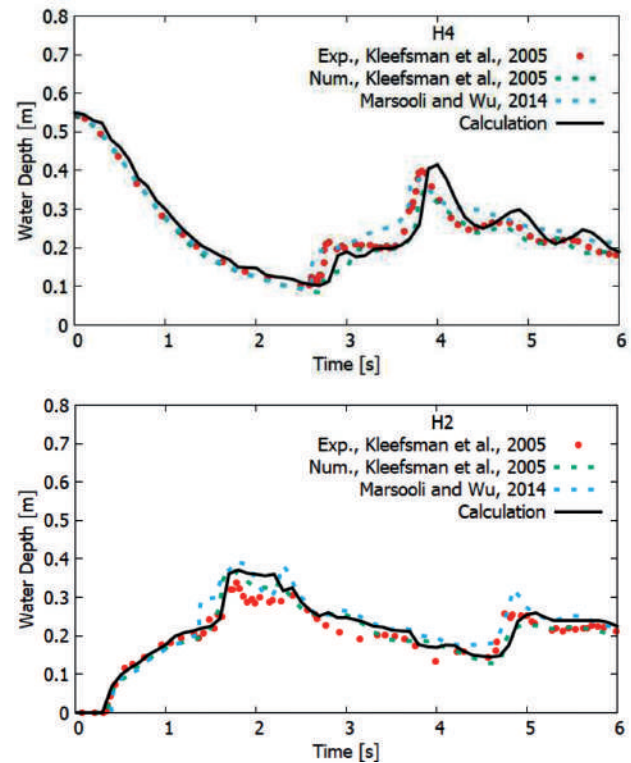 0.8
0.7
0.6
0.5
0.4
0.3
0.2
0.1
0
Water Depth [m]
H4
Exp., Kleefsman et al., 2005
Num., Kleefsman et al., 2005
Marsooli and Wu, 2014
Calculation
0 1 2 3 4 5 6
Time [s]
0.8
0.7
0.6
0.5
0.4
0.3
0.2
0.1
0
Water Depth [m]
H2
Exp., Kleefsman et al., 2005
Num., Kleefsman et al., 2005
Marsooli and Wu, 2014
Calculation
0 1 2 3 4 5 6
Time [s]